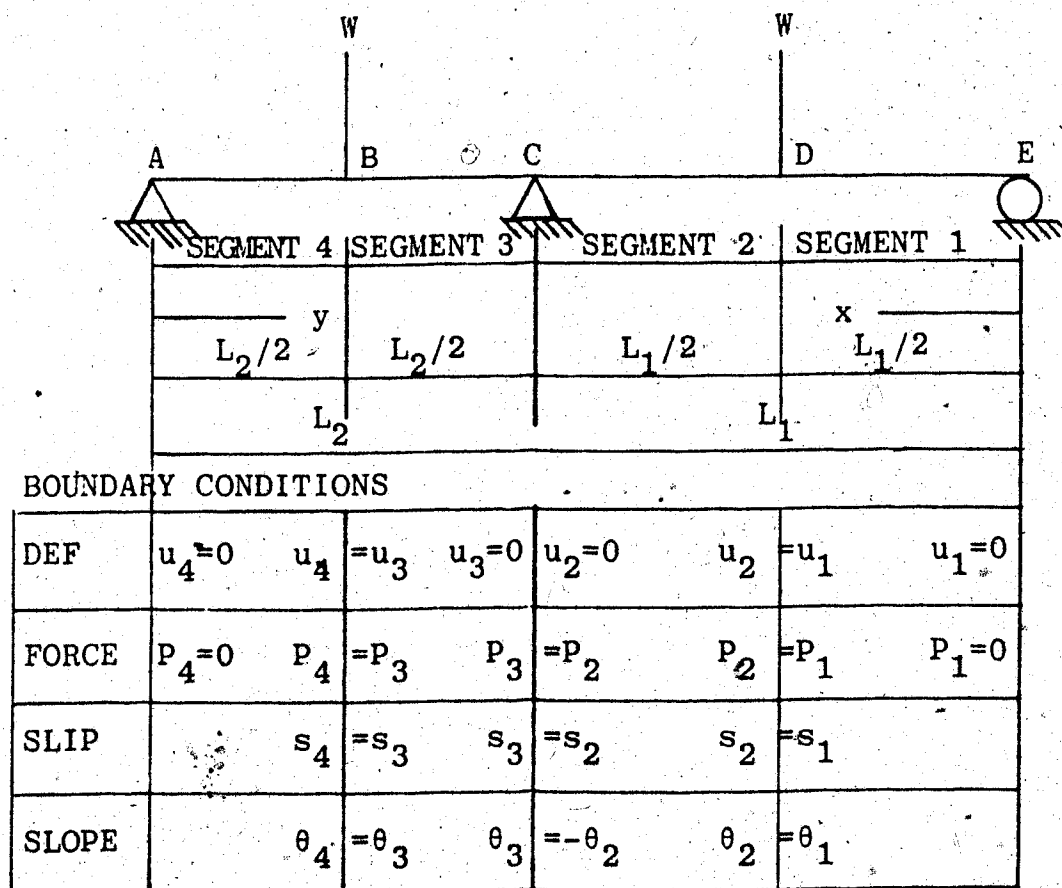 W W
A B C D E
SEGMENT 4 SEGMENT 3 SEGMENT 2 SEGMENT 1
y x
L₂/2 L₂/2 L₁/2 L₁/2
L₂ L₁
BOUNDARY CONDITIONS
DEF u₄=0 u₄ =u₃ u₃=0 u₂=0 u₂ =u₁ u₁=0
FORCE P₄=0 P₄ =P₃ P₃ =P₂ P₂ =P₁ P₁=0
SLIP s₄ =s₃ s₃ =s₂ s₂ =s₁
SLOPE θ₄ =θ₃ θ₃ =-θ₂ θ₂ =θ₁